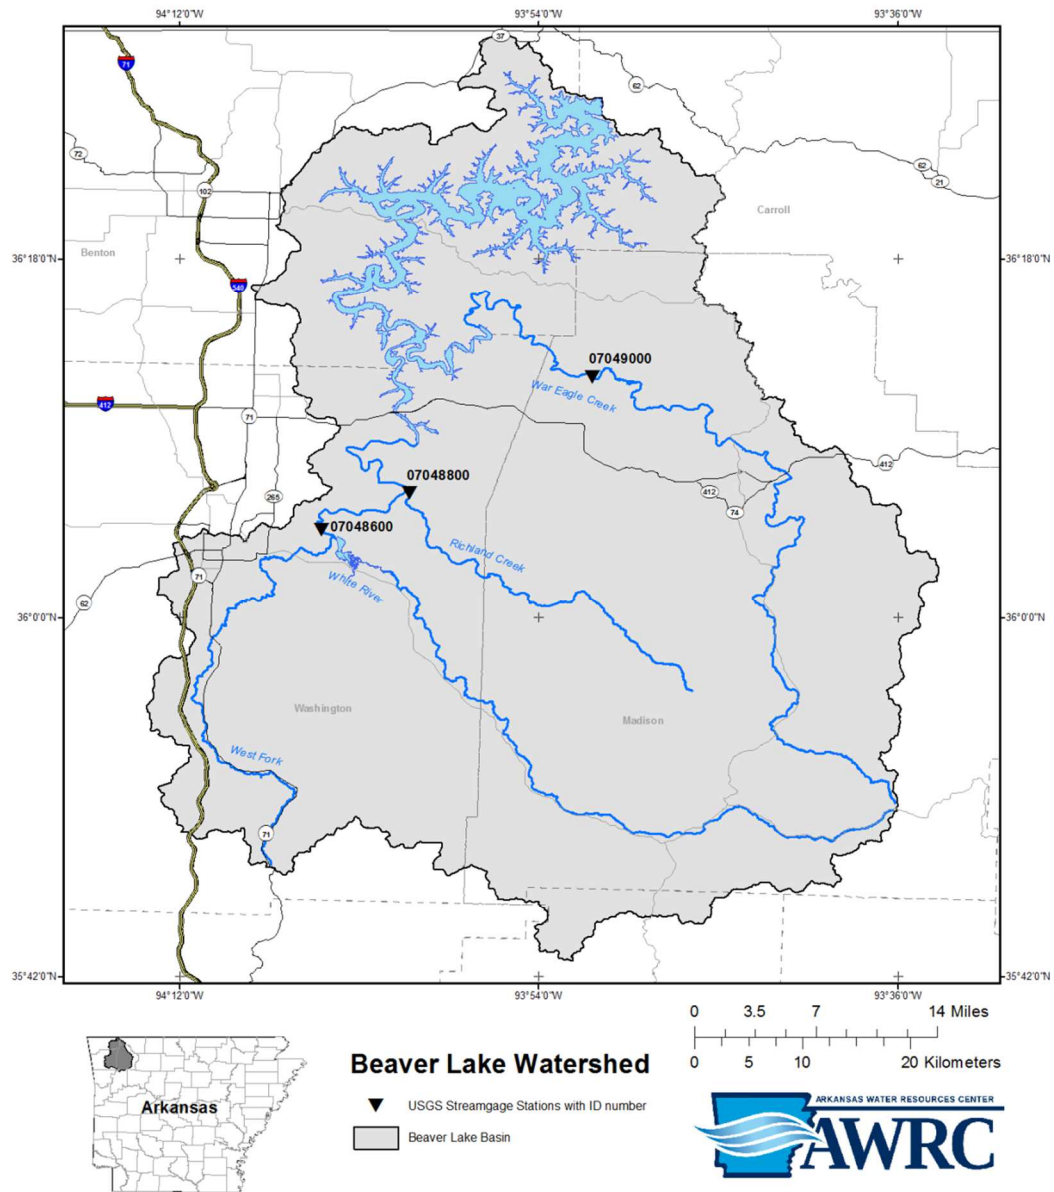 94°12'0"W
93°54'0"W
93°36'0"W
37
71
62
72
62
21
102
Carroll
Benton
36°18'0"N
36°18'0"N
540
07049000
War Eagle Creek
412
71
412
07048800
412
74
265
07048600
Richland Creek
White River
71
62
36°0'0"N
36°0'0"N
Washington
Madison
West Fork
71
35°42'0"N
35°42'0"N
94°12'0"W
93°54'0"W
93°36'0"W
0 3.5 7 14 Miles
0 5 10 20 Kilometers
Beaver Lake Watershed
USGS Streamgage Stations with ID number
Beaver Lake Basin
Arkansas
ARKANSAS WATER RESOURCES CENTER
AWRC